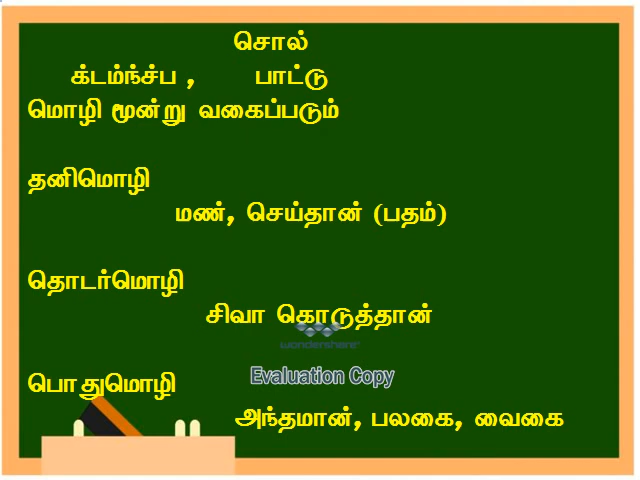 சொல்
க்டம்ந்ச்ப , பாட்டு
மொழி மூன்று வகைப்படும்
தனிமொழி
மண், செய்தான் (பதம்)
தொடர்மொழி
சிவா கொடுத்தான்
wondershare
Evaluation Copy
பொதுமொழி
அந்தமான், பலகை, வைகை